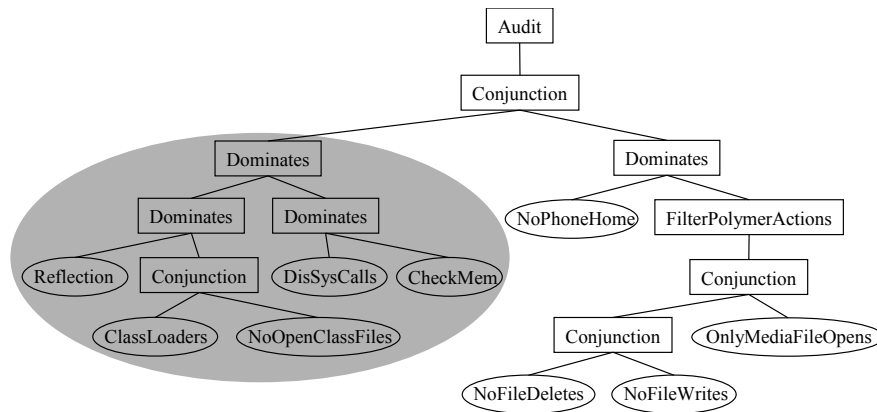 Audit
Conjunction
Dominates
Dominates
Dominates
Dominates
NoPhoneHome
FilterPolymerActions
Reflection
Conjunction
DisSysCalls
CheckMem
Conjunction
ClassLoaders
NoOpenClassFiles
Conjunction
OnlyMediaFileOpens
NoFileDeletes
NoFileWrites